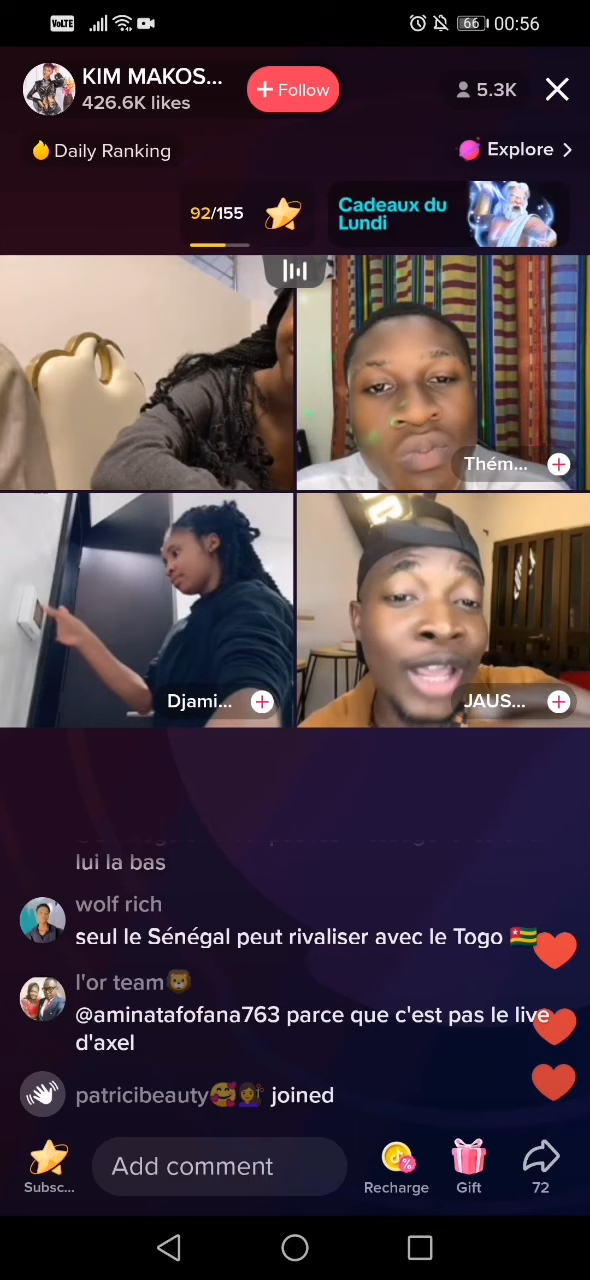 VoLTE 66 00:56
KIM MAKOS...
426.6K likes
+ Follow
5.3K
Daily Ranking
Explore >
92/155
Cadeaux du
Lundi
Thém...
Djami...
JAUS...
lui la bas
wolf rich
seul le Sénégal peut rivaliser avec le Togo 🇹🇬
l'or team🦁
@aminatafofana763 parce que c'est pas le live
d'axel
patricibeauty🥰💇‍♀️ joined
Add comment
Subsc...
Recharge
Gift
72